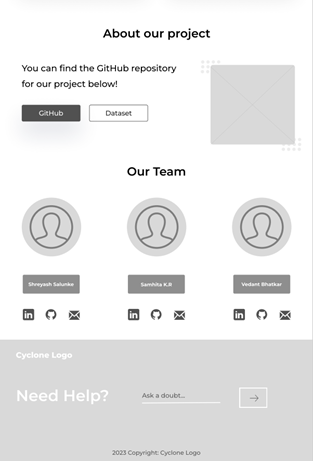 About our project
You can find the GitHub repository
for our project below!
GitHub
Dataset
Our Team
Shreyash Salunke
Samhita K.R
Vedant Bhatkar
Cyclone Logo
Need Help?
Ask a doubt...
2023 Copyright: Cyclone Logo